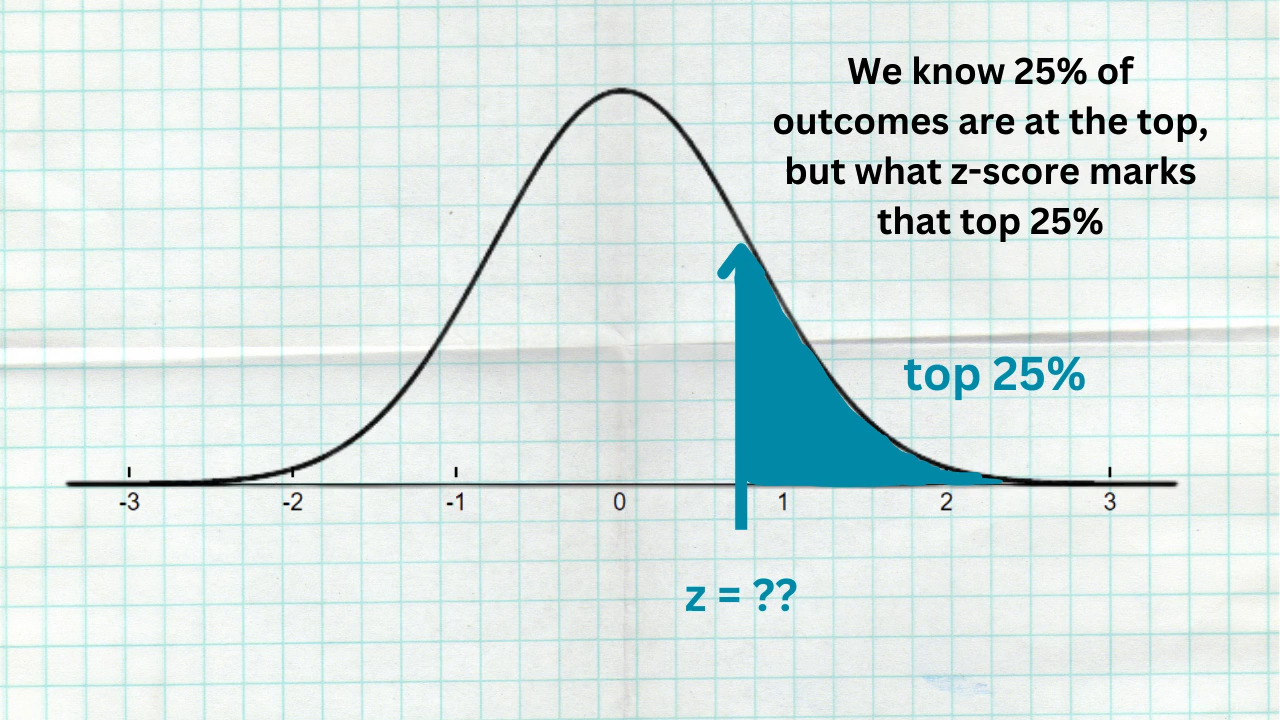 We know 25% of
outcomes are at the top,
but what z-score marks
that top 25%
top 25%
-3 -2 -1 0 1 2 3
z = ??